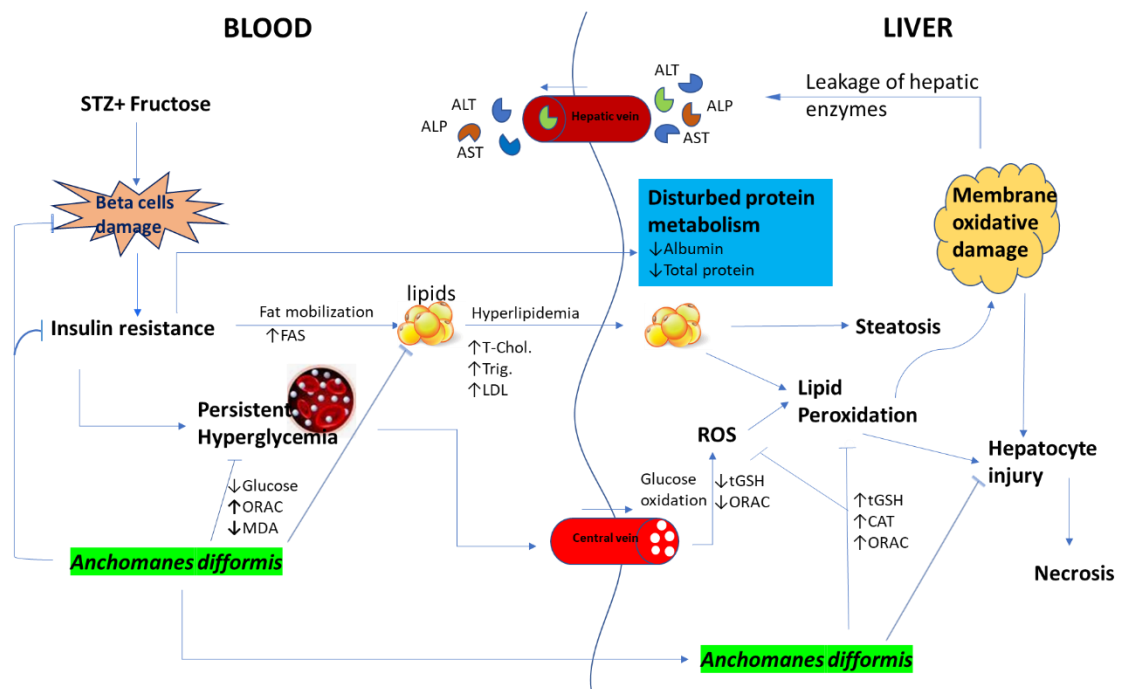 BLOOD
LIVER
STZ+ Fructose
Beta cells
damage
Insulin resistance
Fat mobilization
↑FAS
lipids
Hyperlipidemia
↑T-Chol.
↑Trig.
↑LDL
Persistent
Hyperglycemia
↓Glucose
↑ORAC
↓MDA
Anchomanes difformis
ALT
ALP
AST
Hepatic vein
ALT
ALP
AST
Leakage of hepatic
enzymes
Disturbed protein
metabolism
↓Albumin
↓Total protein
Membrane
oxidative
damage
Steatosis
Lipid
Peroxidation
ROS
Glucose
oxidation
↓tGSH
↓ORAC
Central vein
Hepatocyte
injury
↑tGSH
↑CAT
↑ORAC
Necrosis
Anchomanes difformis